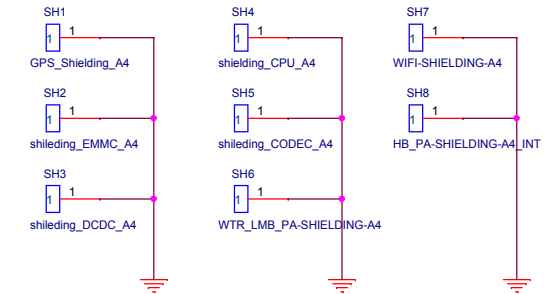 SH1
1
1
GPS_Shielding_A4
SH2
1
1
shileding_EMMC_A4
SH3
1
1
shileding_DCDC_A4
SH4
1
1
shielding_CPU_A4
SH5
1
1
shileding_CODEC_A4
SH6
1
1
WTR_LMB_PA-SHIELDING-A4
SH7
1
1
WIFI-SHIELDING-A4
SH8
1
1
HB_PA-SHIELDING-A4_INT